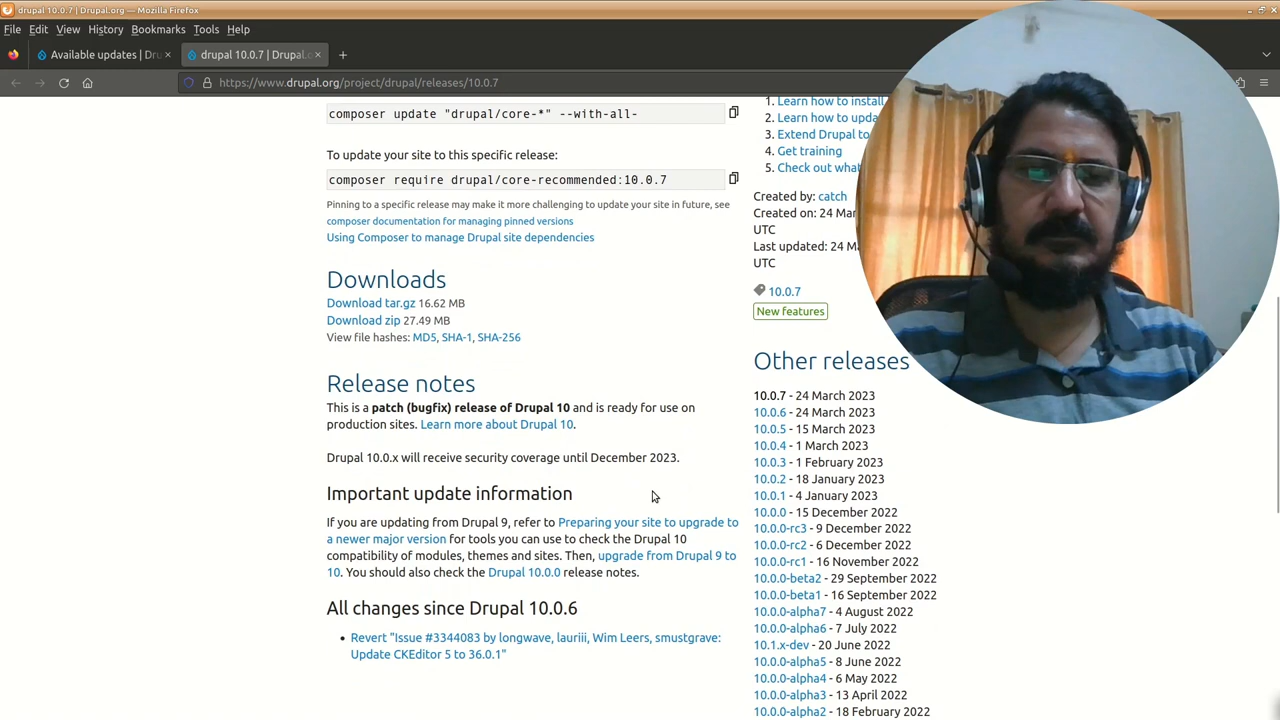 drupal 10.0.7 | Drupal.org — Mozilla Firefox
File Edit View History Bookmarks Tools Help
Available updates | Dru
drupal 10.0.7 | Drupal.o
https://www.drupal.org/project/drupal/releases/10.0.7
composer update "drupal/core-*" --with-all-
To update your site to this specific release:
composer require drupal/core-recommended:10.0.7
Pinning to a specific release may make it more challenging to update your site in future, see
composer documentation for managing pinned versions
Using Composer to manage Drupal site dependencies
Downloads
Download tar.gz 16.62 MB
Download zip 27.49 MB
View file hashes: MD5, SHA-1, SHA-256
Release notes
This is a patch (bugfix) release of Drupal 10 and is ready for use on
production sites. Learn more about Drupal 10.
Drupal 10.0.x will receive security coverage until December 2023.
Important update information
If you are updating from Drupal 9, refer to Preparing your site to upgrade to
a newer major version for tools you can use to check the Drupal 10
compatibility of modules, themes and sites. Then, upgrade from Drupal 9 to
10. You should also check the Drupal 10.0.0 release notes.
All changes since Drupal 10.0.6
• Revert "Issue #3344083 by longwave, lauriii, Wim Leers, smustgrave:
Update CKEditor 5 to 36.0.1"
1. Learn how to install
2. Learn how to upda
3. Extend Drupal to
4. Get training
5. Check out what
Created by: catch
Created on: 24 Mar
UTC
Last updated: 24 M
UTC
10.0.7
New features
Other releases
10.0.7 - 24 March 2023
10.0.6 - 24 March 2023
10.0.5 - 15 March 2023
10.0.4 - 1 March 2023
10.0.3 - 1 February 2023
10.0.2 - 18 January 2023
10.0.1 - 4 January 2023
10.0.0 - 15 December 2022
10.0.0-rc3 - 9 December 2022
10.0.0-rc2 - 6 December 2022
10.0.0-rc1 - 16 November 2022
10.0.0-beta2 - 29 September 2022
10.0.0-beta1 - 16 September 2022
10.0.0-alpha7 - 4 August 2022
10.0.0-alpha6 - 7 July 2022
10.1.x-dev - 20 June 2022
10.0.0-alpha5 - 8 June 2022
10.0.0-alpha4 - 6 May 2022
10.0.0-alpha3 - 13 April 2022
10.0.0-alpha2 - 18 February 2022